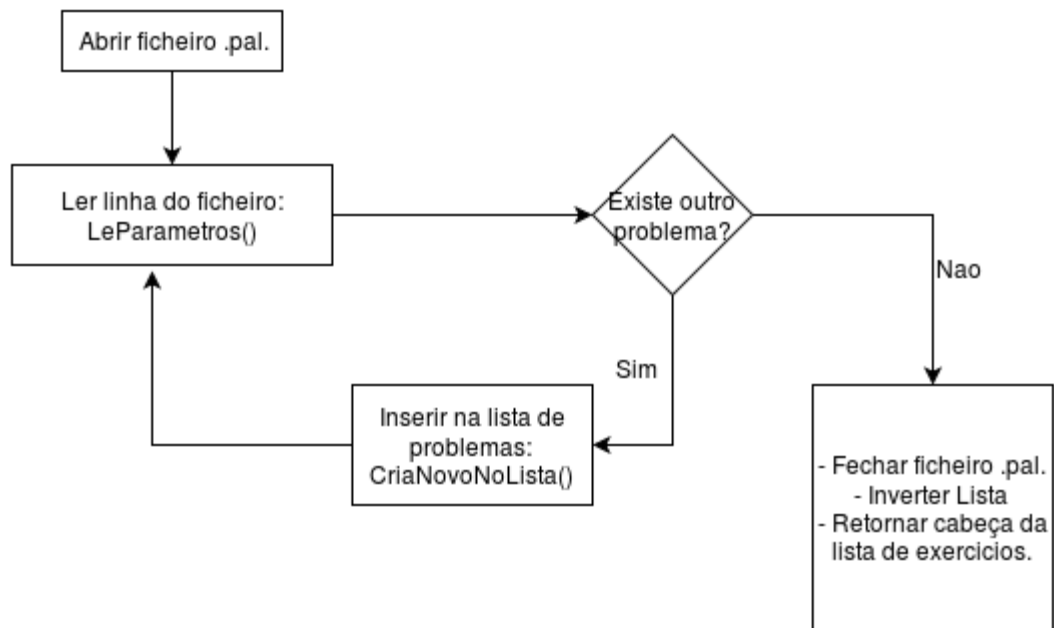 Abrir ficheiro .pal.
Ler linha do ficheiro:
LeParametros()
Existe outro
problema?
Nao
Sim
Inserir na lista de
problemas:
CriaNovoNoLista()
- Fechar ficheiro .pal.
- Inverter Lista
- Retornar cabeça da
lista de exercicios.